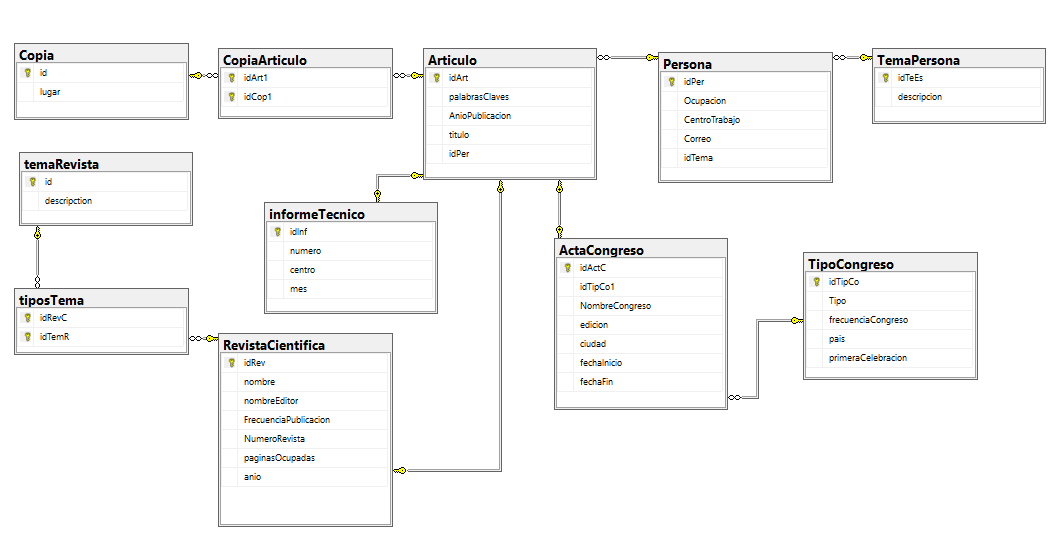 Copia
id
lugar
CopiaArticulo
idArt1
idCop1
Articulo
idArt
palabrasClaves
AnioPublicacion
titulo
idPer
Persona
idPer
Ocupacion
CentroTrabajo
Correo
idTema
TemaPersona
idTeEs
descripcion
temaRevista
id
descripction
informeTecnico
idInf
numero
centro
mes
ActaCongreso
idActC
idTipCo1
NombreCongreso
edicion
ciudad
fechaInicio
fechaFin
TipoCongreso
idTipCo
Tipo
frecuenciaCongreso
pais
primeraCelebracion
tiposTema
idRevC
idTemR
RevistaCientifica
idRev
nombre
nombreEditor
FrecuenciaPublicacion
NumeroRevista
paginasOcupadas
anio